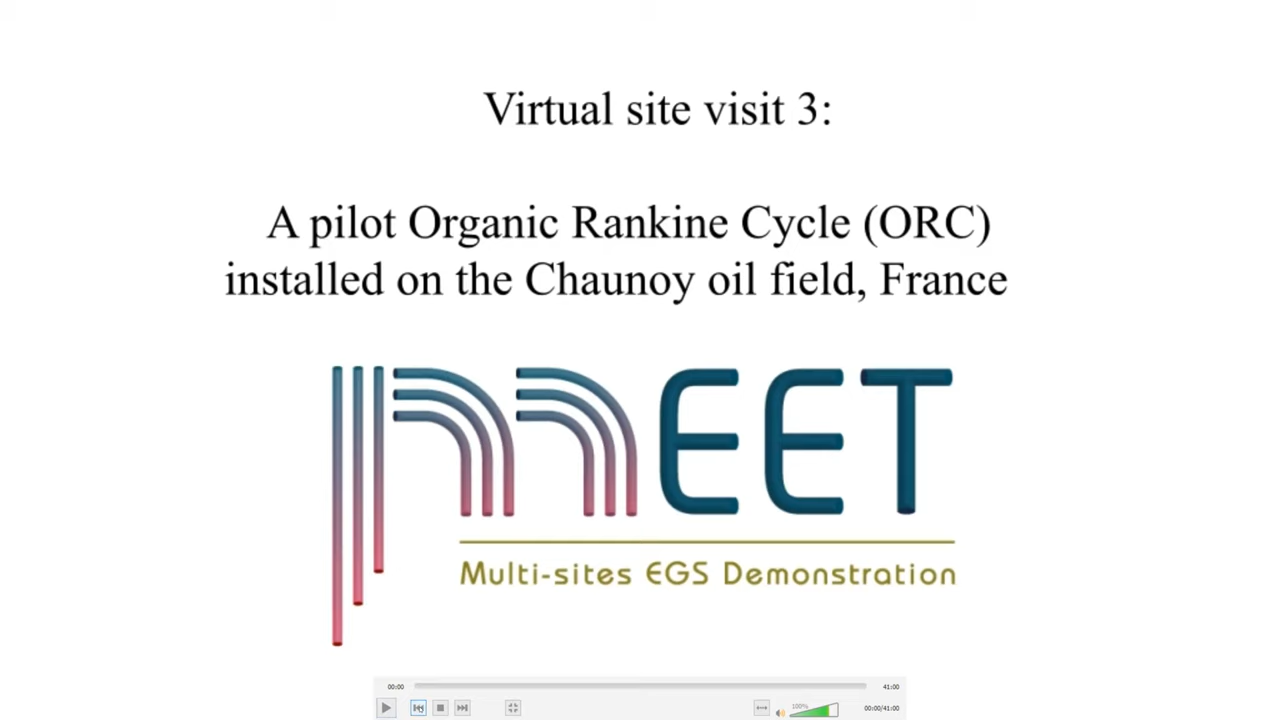 Virtual site visit 3:
A pilot Organic Rankine Cycle (ORC)
installed on the Chaunoy oil field, France
mEET
Multi-sites EGS Demonstration
00:00
41:00
100%
00:00/41:00